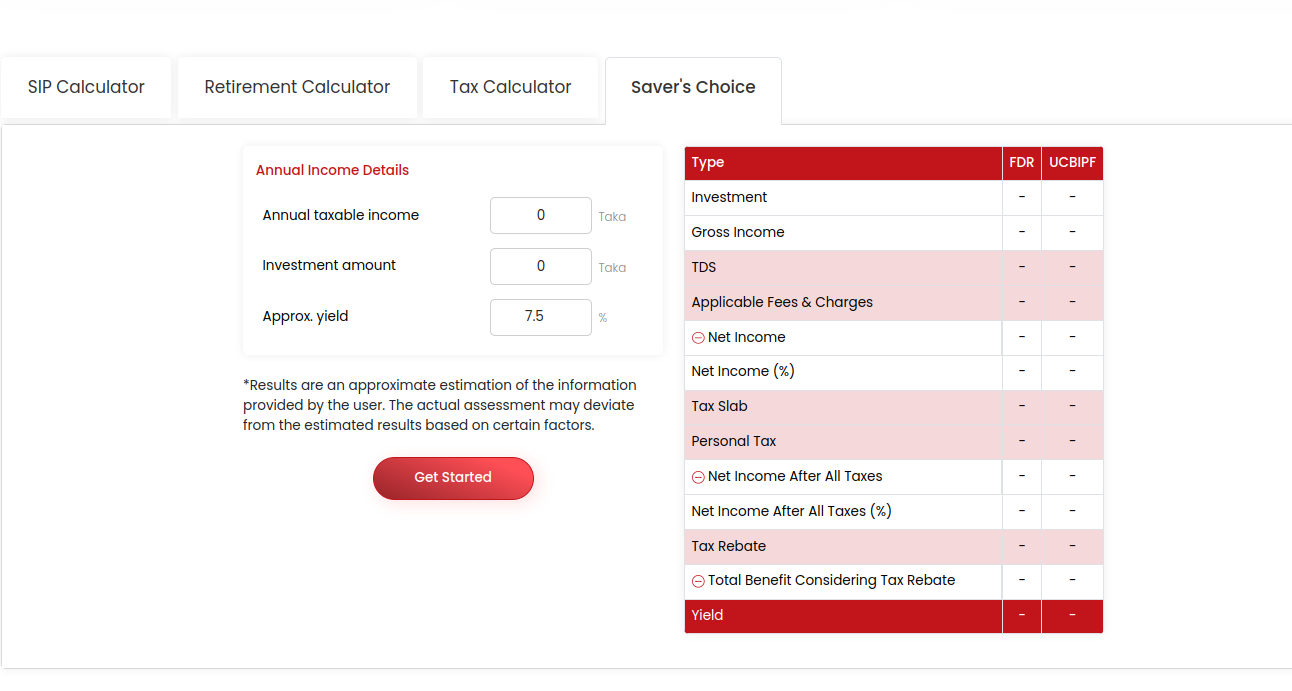 SIP Calculator Retirement Calculator Tax Calculator Saver's Choice
Annual Income Details
Annual taxable income 0 Taka
Investment amount 0 Taka
Approx. yield 7.5 %
*Results are an approximate estimation of the information
provided by the user. The actual assessment may deviate
from the estimated results based on certain factors.
Get Started
Type FDR UCBIPF
Investment - -
Gross Income - -
TDS - -
Applicable Fees & Charges - -
Net Income - -
Net Income (%) - -
Tax Slab - -
Personal Tax - -
Net Income After All Taxes - -
Net Income After All Taxes (%) - -
Tax Rebate - -
Total Benefit Considering Tax Rebate - -
Yield - -